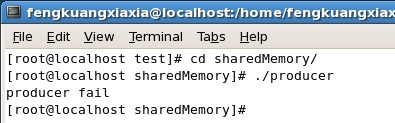 fengkuangxiaxia@localhost:/home/fengkuangxiax
File Edit View Terminal Tabs Help
[root@localhost test]# cd sharedMemory/
[root@localhost sharedMemory]# ./producer
producer fail
[root@localhost sharedMemory]#